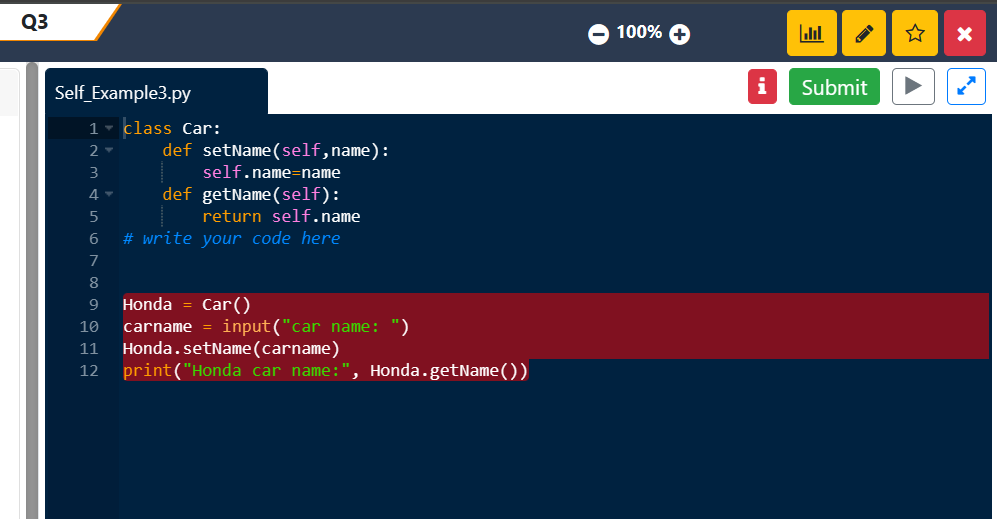 Q3
100%
Self_Example3.py
Submit
1 class Car:
2     def setName(self,name):
3         self.name=name
4     def getName(self):
5         return self.name
6 # write your code here
7
8
9 Honda = Car()
10 carname = input("car name: ")
11 Honda.setName(carname)
12 print("Honda car name:", Honda.getName())